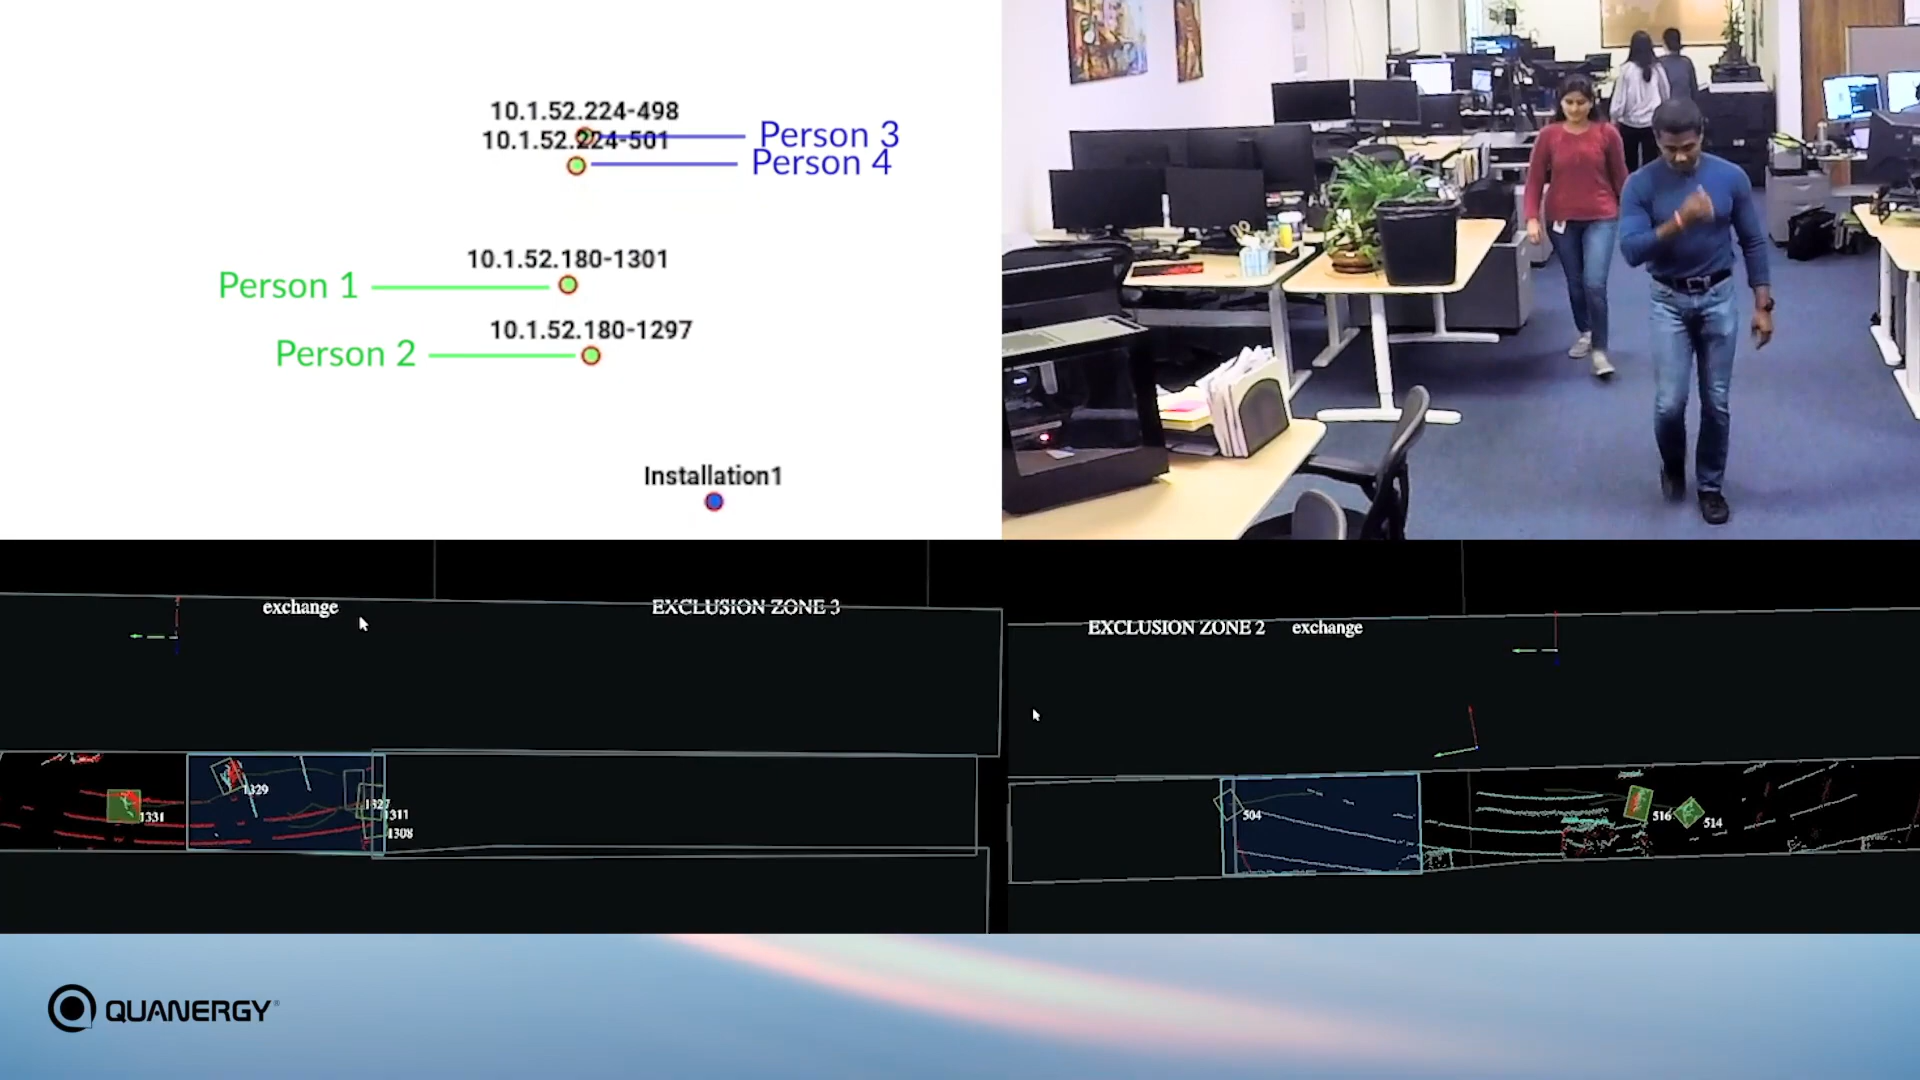 10.1.52.224-498
Person 3
10.1.52.224-501
Person 4
10.1.52.180-1301
Person 1
10.1.52.180-1297
Person 2
Installation1
exchange
EXCLUSION ZONE 3
1329
1331
1327
1311
1308
EXCLUSION ZONE 2
exchange
504
516
514
QUANERGY®